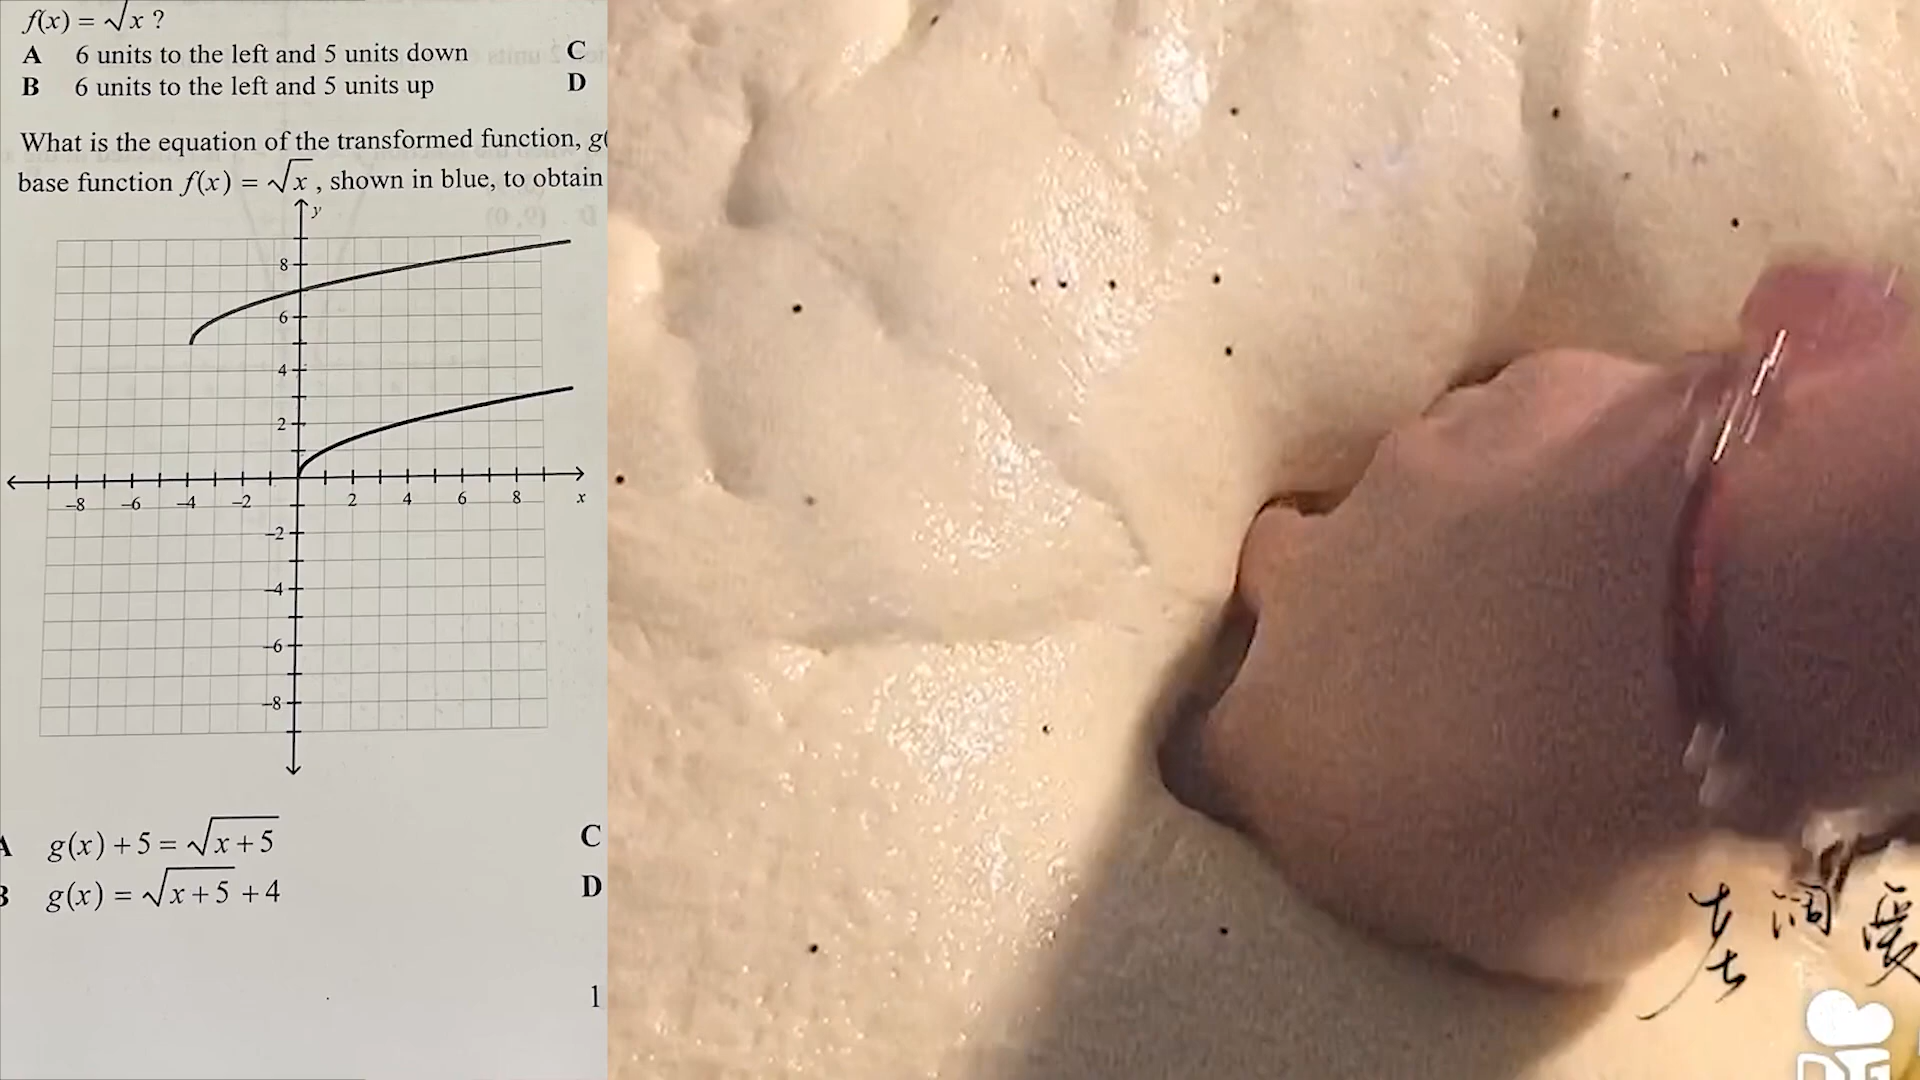 f(x) = √x ?
A 6 units to the left and 5 units down C
B 6 units to the left and 5 units up D
What is the equation of the transformed function, g(
base function f(x) = √x , shown in blue, to obtain
y
8
6
4
2
−8 −6 −4 −2 2 4 6 8 x
−2
−4
−6
−8
A g(x) + 5 = √x + 5 C
B g(x) = √x + 5 + 4 D
1